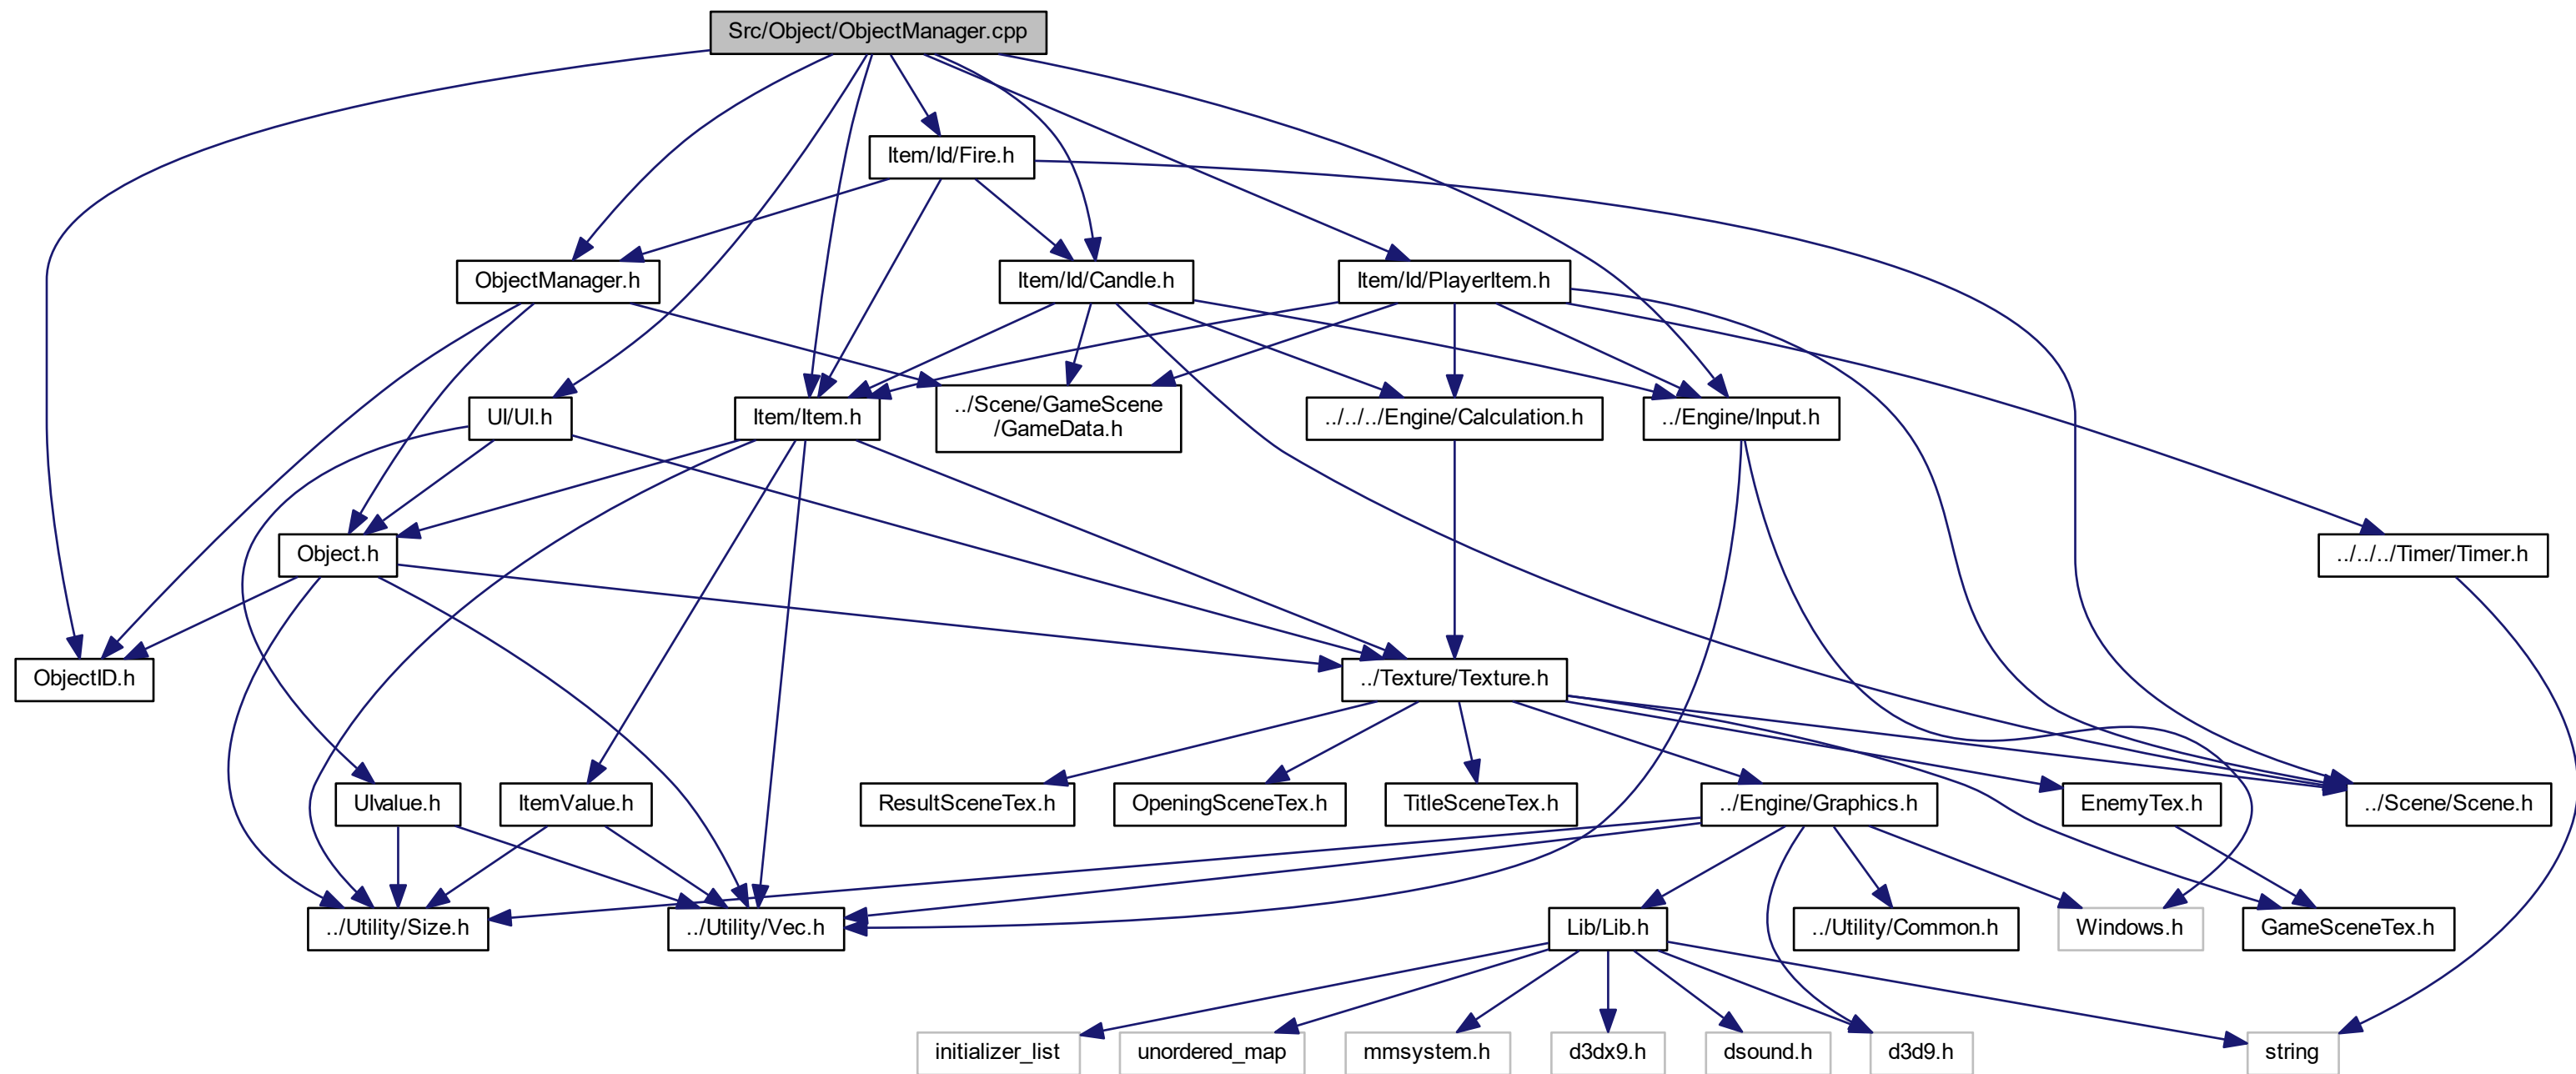 Src/Object/ObjectManager.cpp
Item/Id/Fire.h
ObjectManager.h
Item/Id/Candle.h
Item/Id/PlayerItem.h
UI/UI.h
Item/Item.h
../Scene/GameScene
/GameData.h
../../../Engine/Calculation.h
../Engine/Input.h
Object.h
../../../Timer/Timer.h
ObjectID.h
../Texture/Texture.h
UIvalue.h
ItemValue.h
ResultSceneTex.h
OpeningSceneTex.h
TitleSceneTex.h
../Engine/Graphics.h
EnemyTex.h
../Scene/Scene.h
../Utility/Size.h
../Utility/Vec.h
Lib/Lib.h
../Utility/Common.h
Windows.h
GameSceneTex.h
initializer_list
unordered_map
mmsystem.h
d3dx9.h
dsound.h
d3d9.h
string